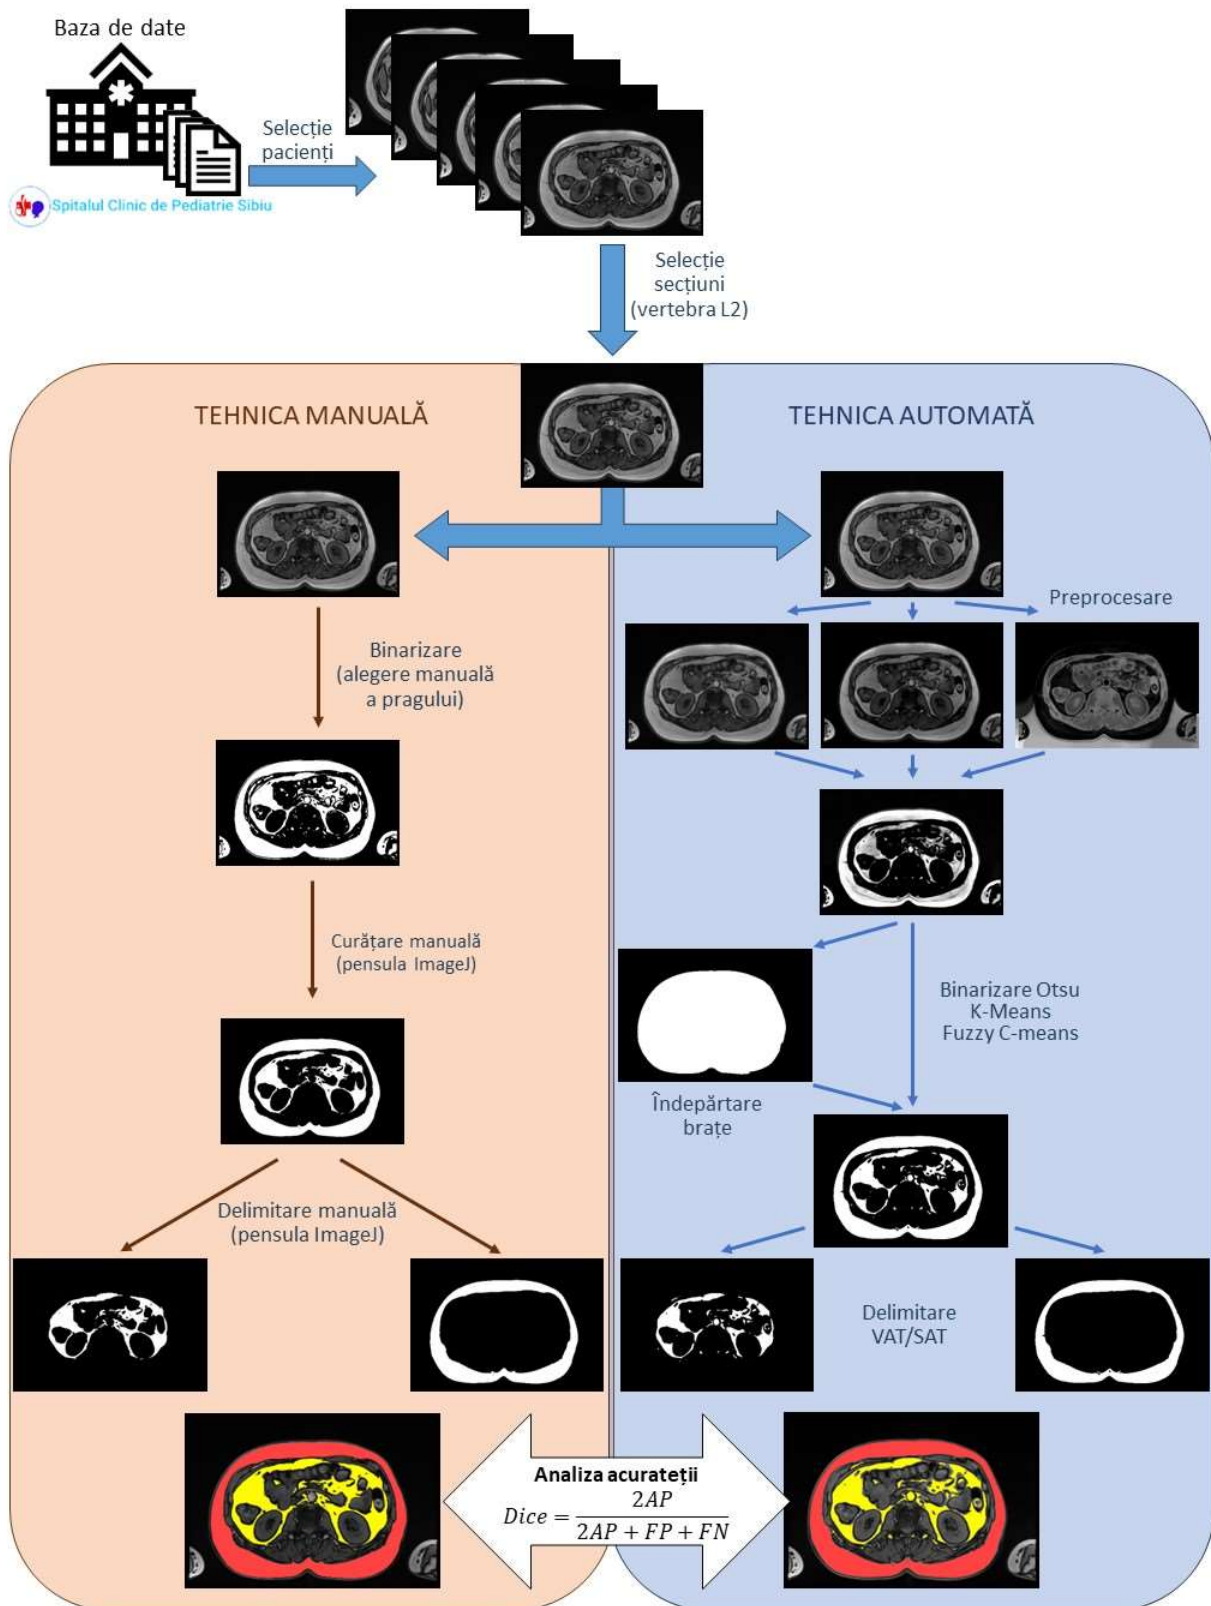 Baza de date
Selecție
pacienți
Spitalul Clinic de Pediatrie Sibiu
Selecție
secțiuni
(vertebra L2)
TEHNICA MANUALĂ
TEHNICA AUTOMATĂ
Preprocesare
Binarizare
(alegere manuală
a pragului)
Curățare manuală
(pensula ImageJ)
Binarizare Otsu
K-Means
Fuzzy C-means
Îndepărtare
brațe
Delimitare manuală
(pensula ImageJ)
Delimitare
VAT/SAT
Analiza acurateții
Dice = 2AP / (2AP + FP + FN)